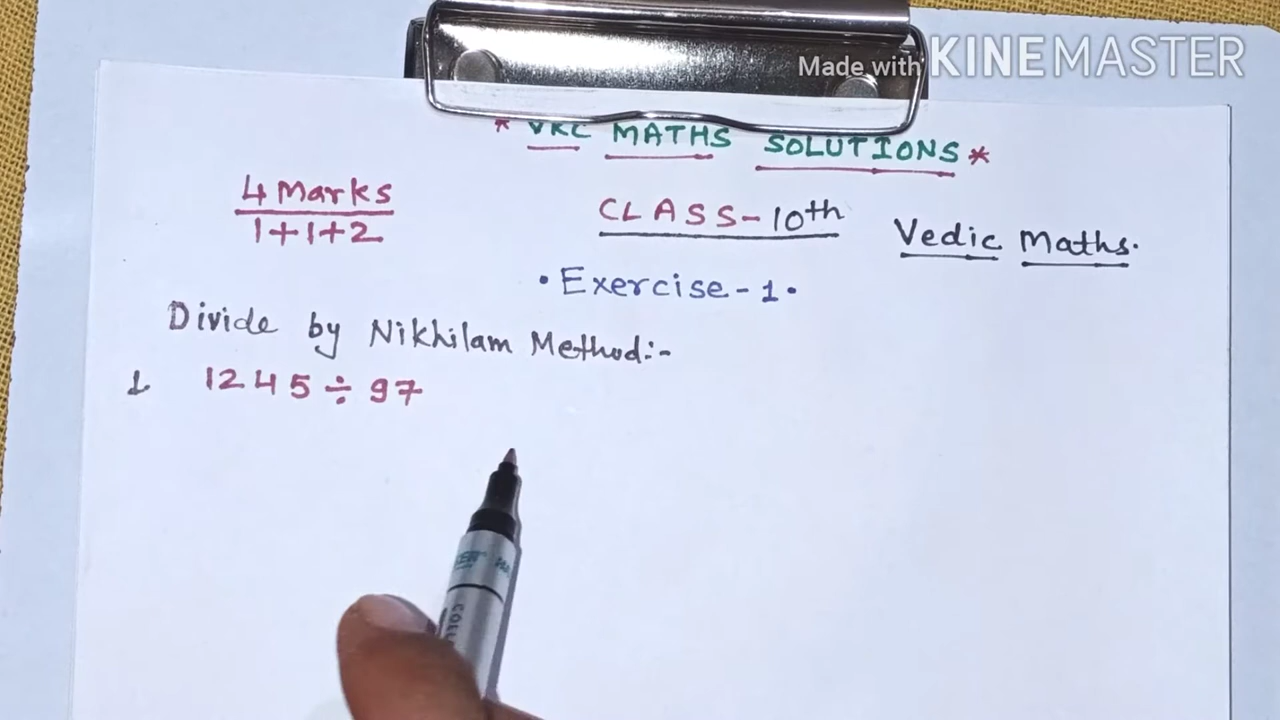 Made with KINEMASTER
* VKC MATHS SOLUTIONS *
4 Marks
1+1+2
CLASS-10th
Vedic Maths.
• Exercise-1.
Divide by Nikhilam Method:-
1. 1245 ÷ 97